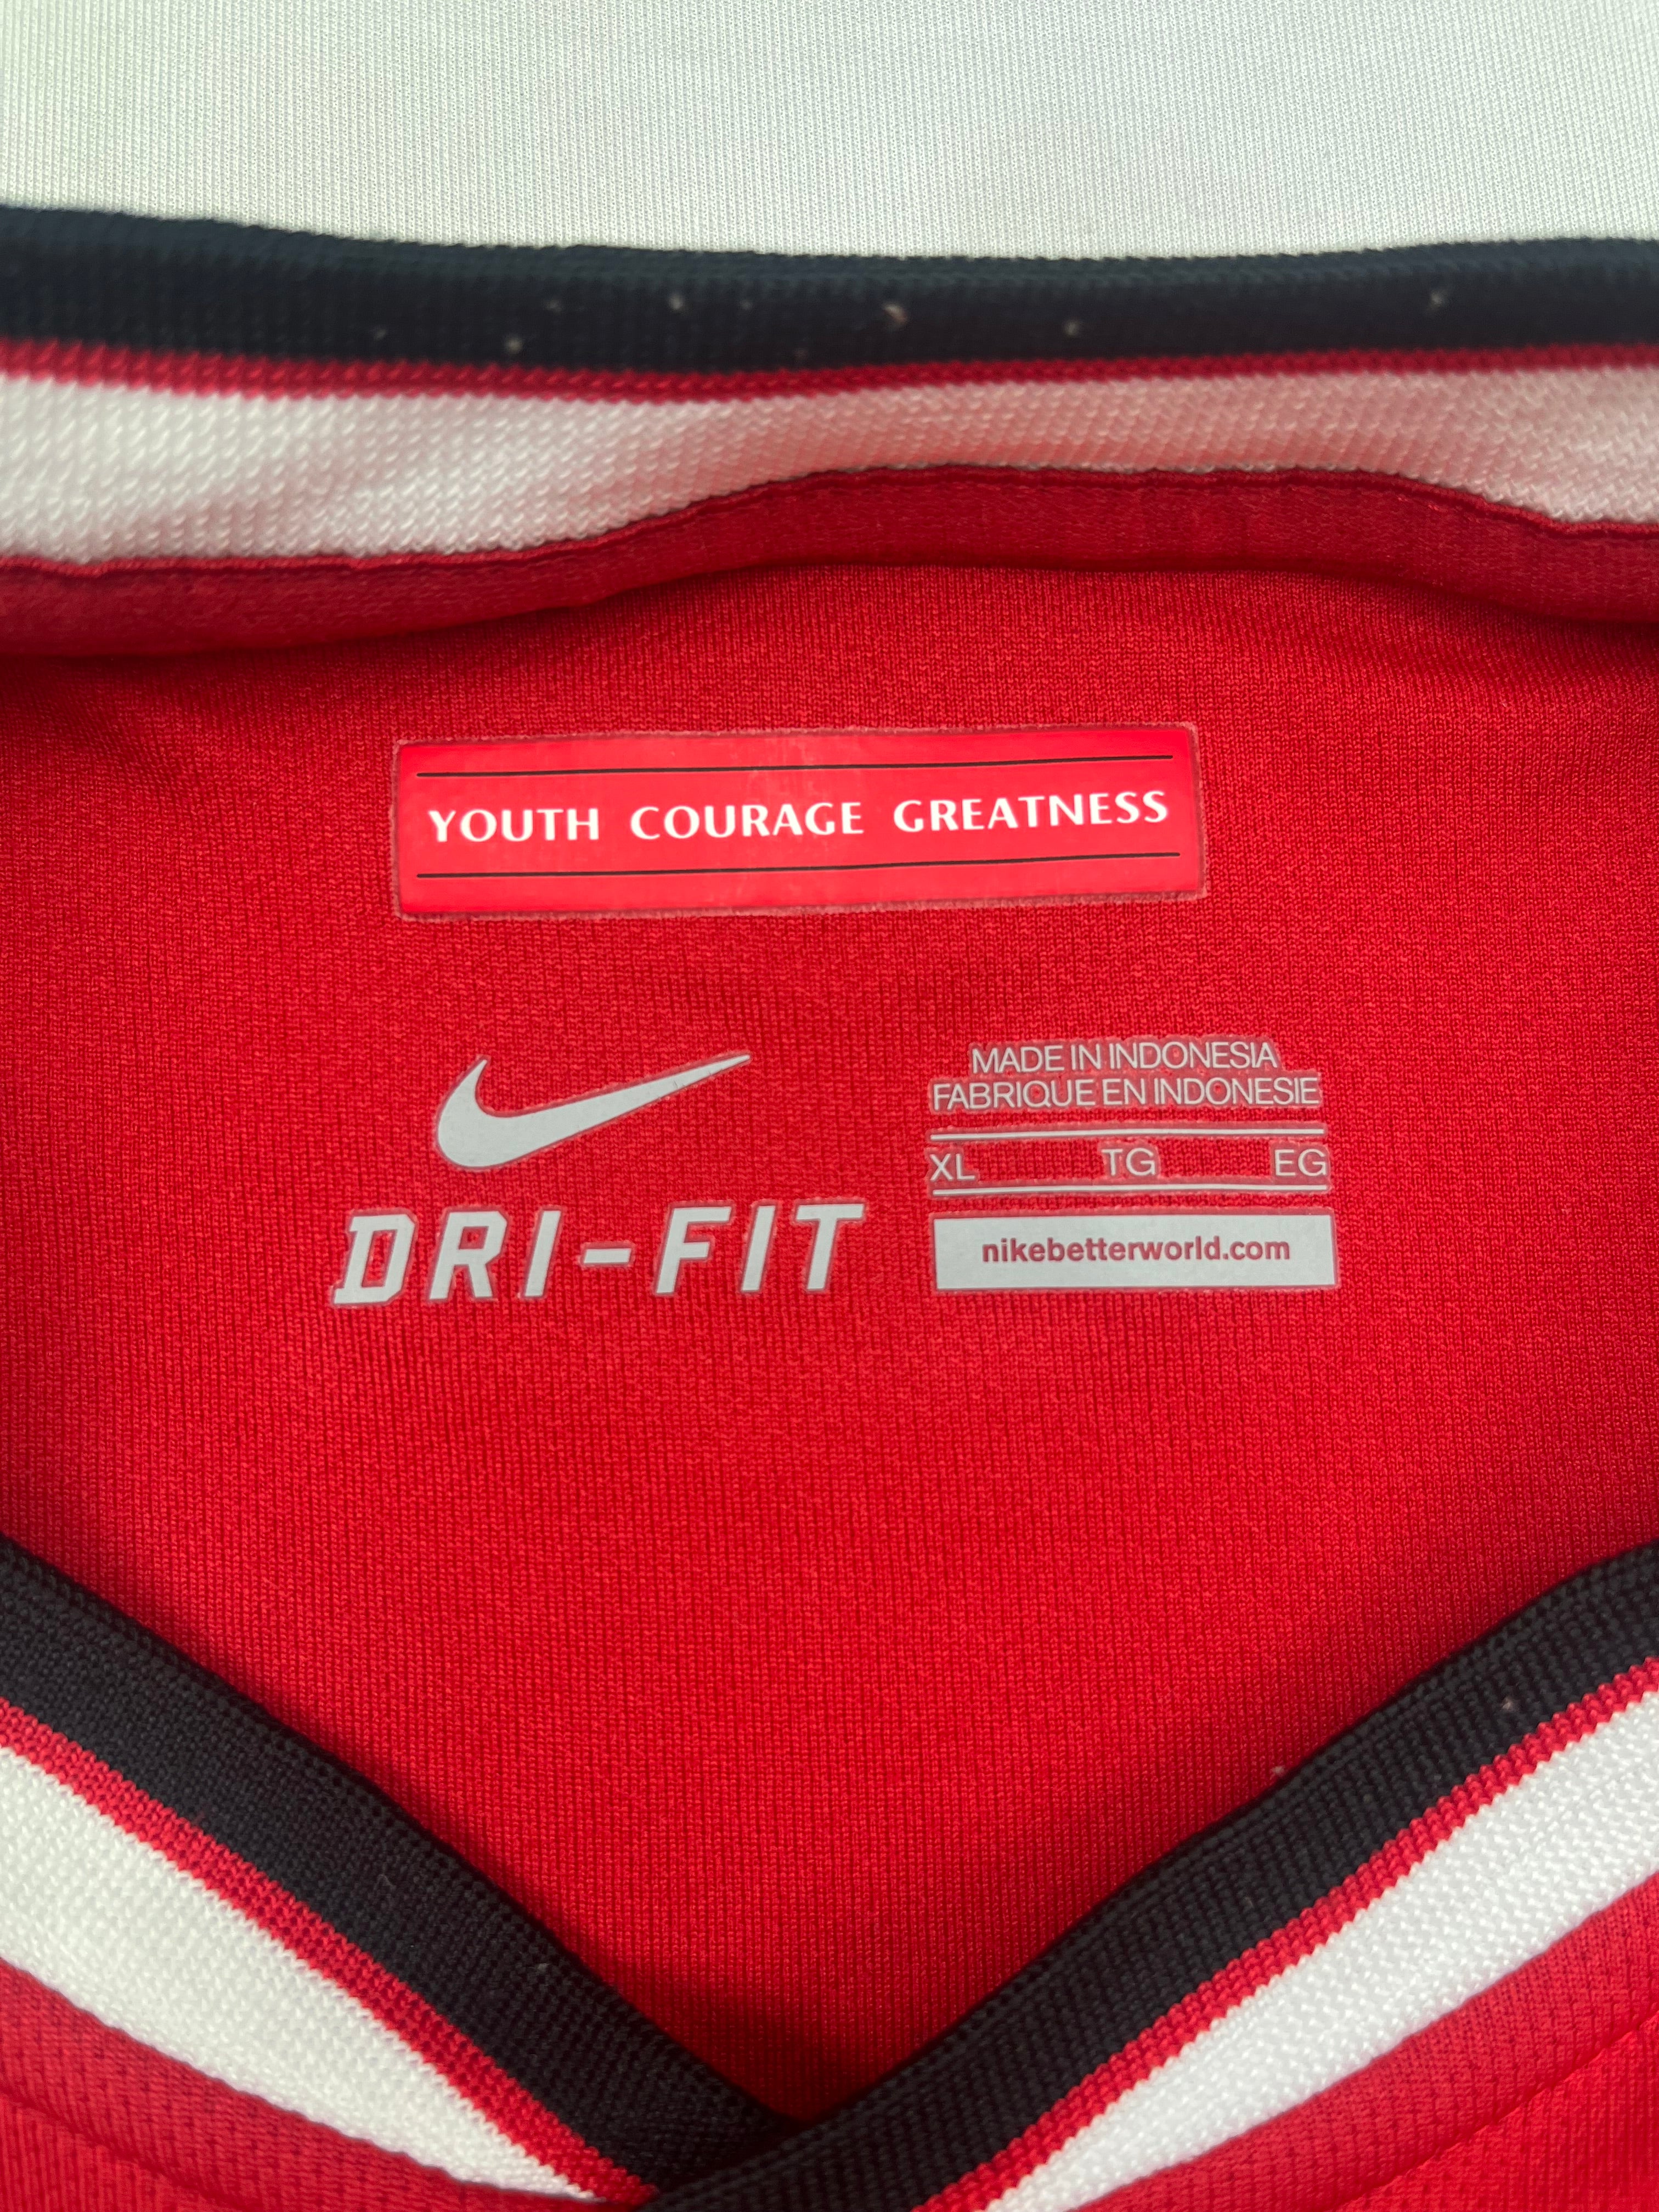 YOUTH COURAGE GREATNESS
MADE IN INDONESIA
FABRIQUE EN INDONESIE
XL TG EG
DRI-FIT
nikebetterworld.com